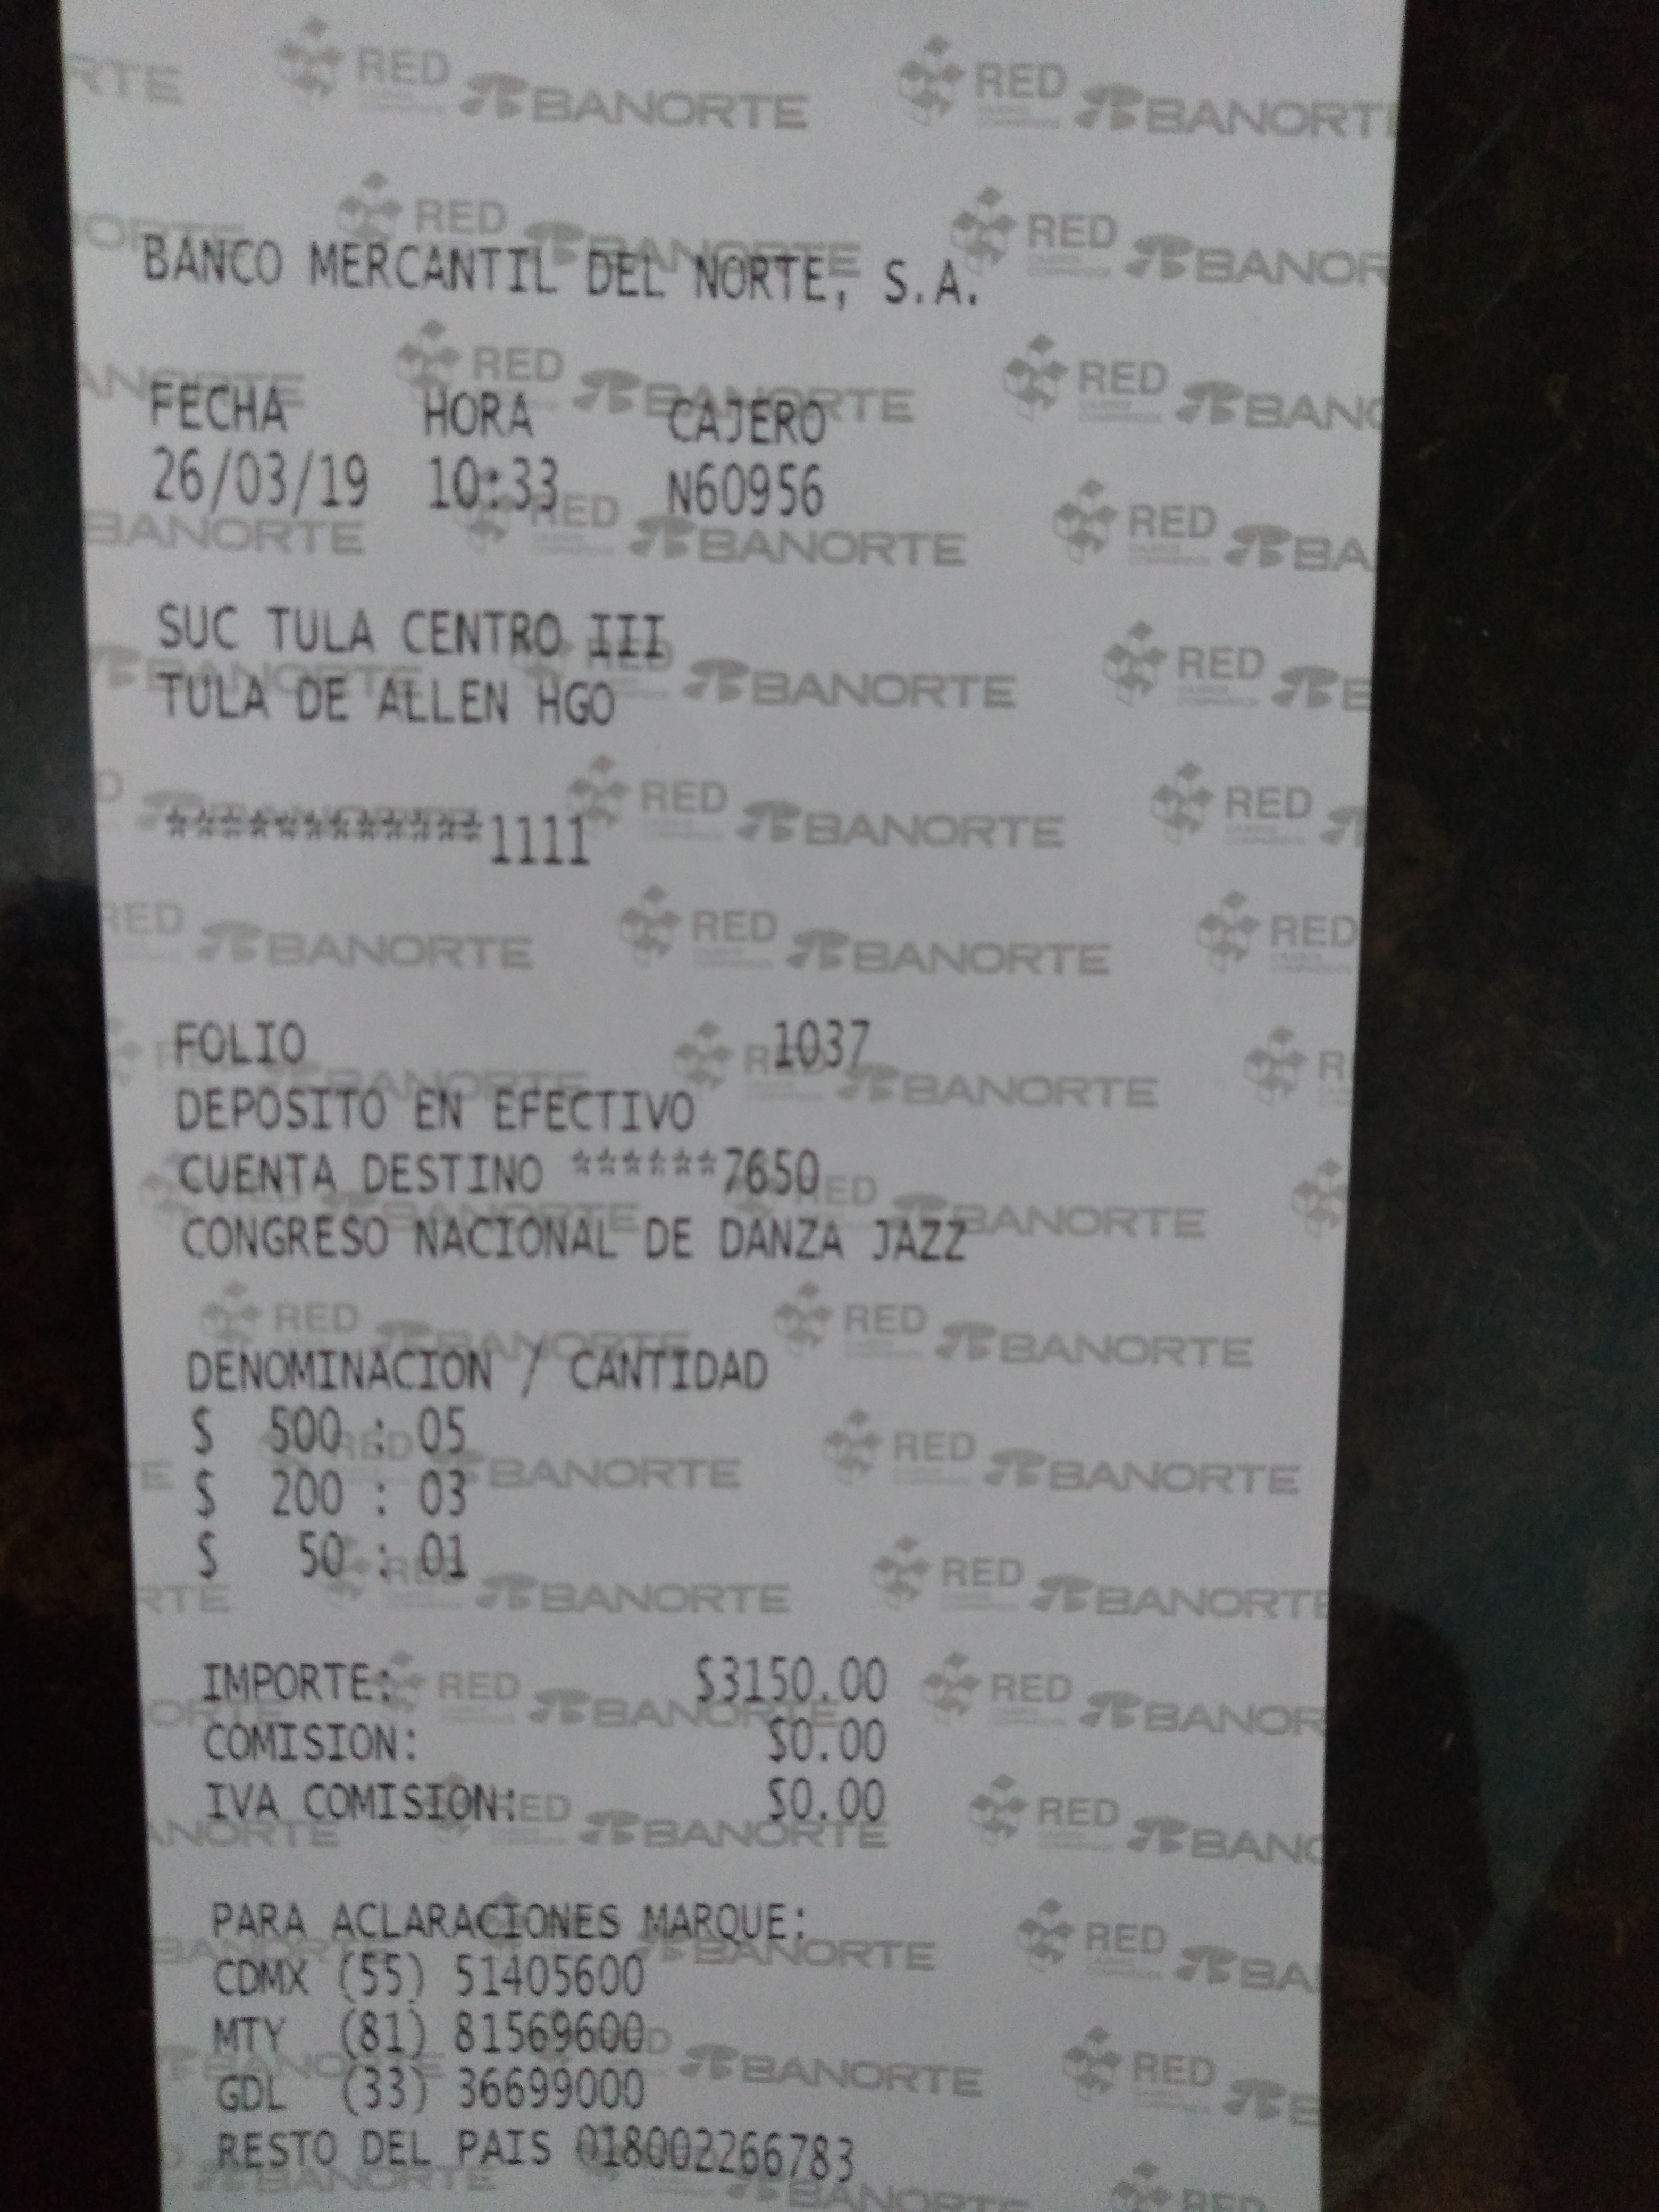 BANCO MERCANTIL DEL NORTE, S.A.
FECHA HORA CAJERO
26/03/19 10:33 N60956
SUC TULA CENTRO III
TULA DE ALLEN HGO
************1111
FOLIO 1037
DEPOSITO EN EFECTIVO
CUENTA DESTINO ******7650
CONGRESO NACIONAL DE DANZA JAZZ
DENOMINACION / CANTIDAD
$ 500 : 05
$ 200 : 03
$ 50 : 01
IMPORTE: $3150.00
COMISION: $0.00
IVA COMISION: $0.00
PARA ACLARACIONES MARQUE:
CDMX (55) 51405600
MTY (81) 81569600
GDL (33) 36699000
RESTO DEL PAIS 018002266783
RED BANORTE